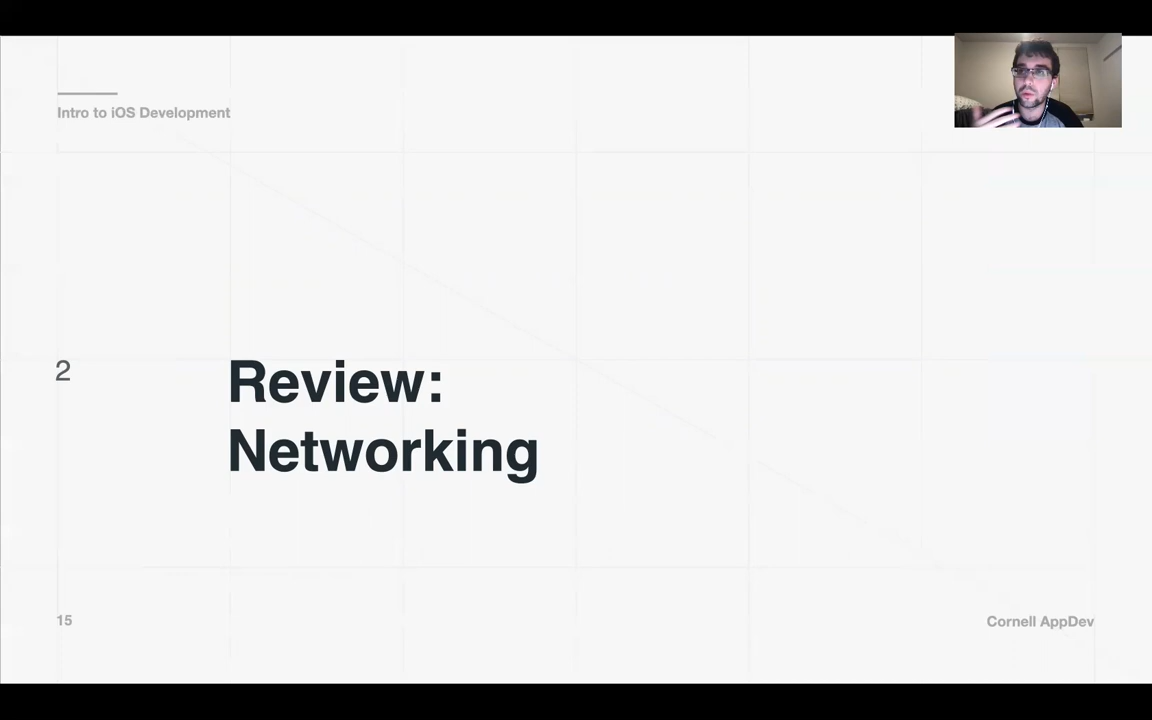 Intro to iOS Development
2
Review:
Networking
15
Cornell AppDev